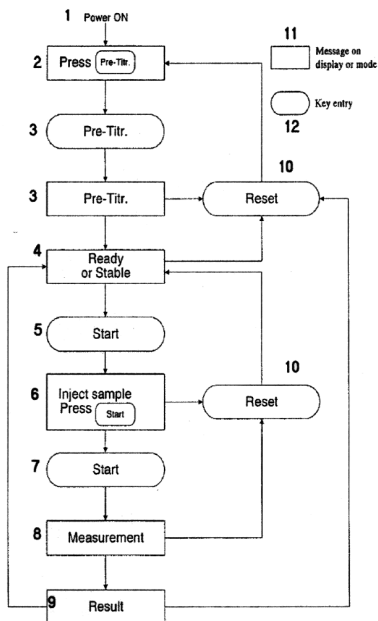 1 Power ON
2 Press Pre-Titr.
3 Pre-Titr.
3 Pre-Titr.
4 Ready
or Stable
5 Start
6 Inject sample
Press Start
7 Start
8 Measurement
9 Result
10
Reset
10
Reset
11
Message on
display or mode
Key entry
12